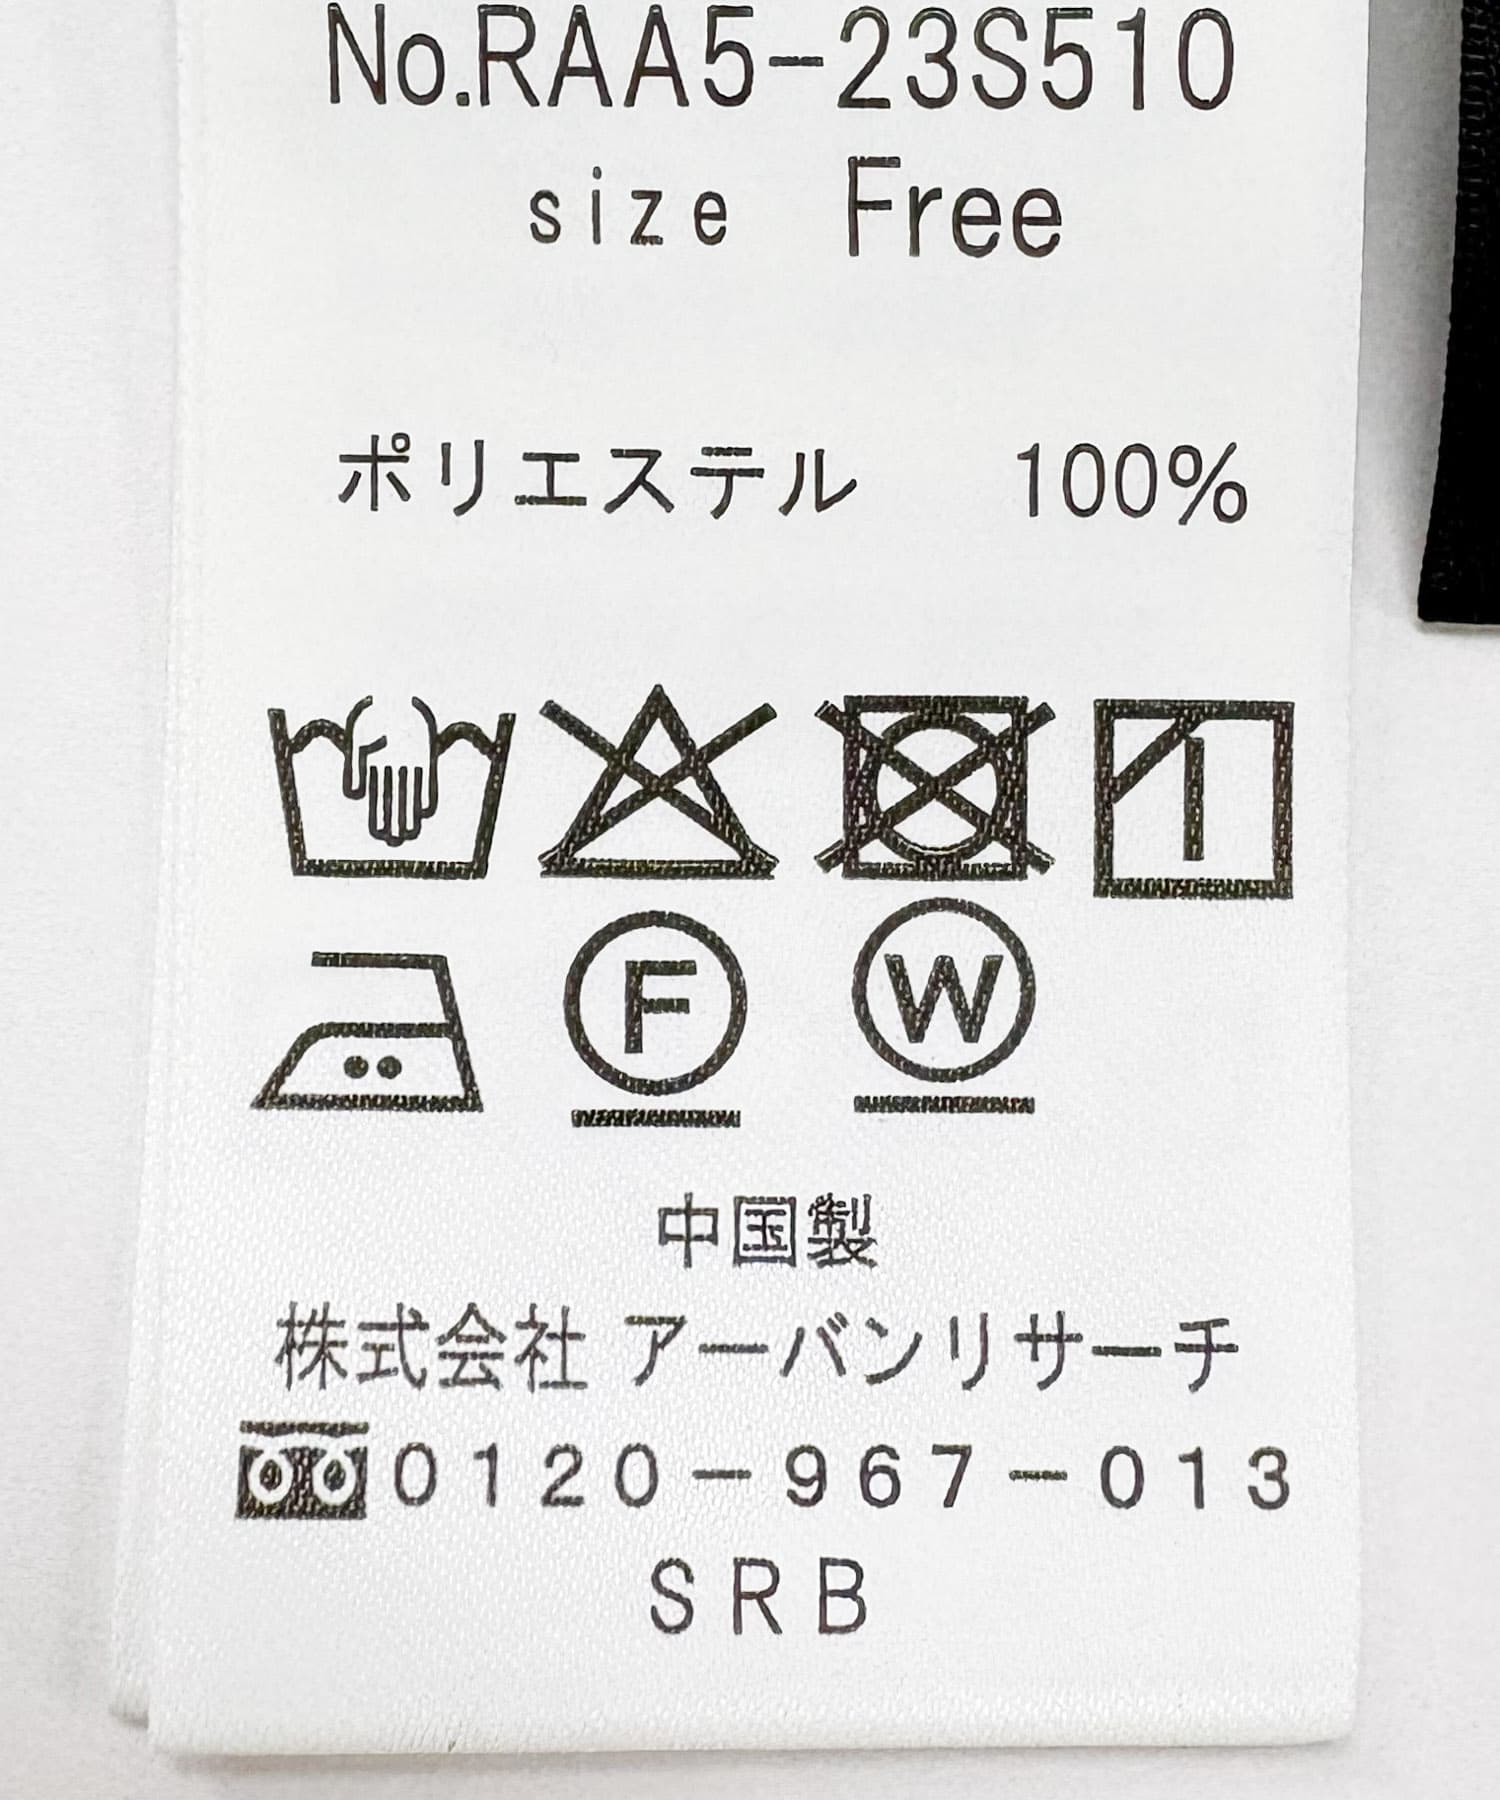 No.RAA5-23S510
size Free
ポリエステル 100%
F W
中国製
株式会社 アーバンリサーチ
0120-967-013
SRB